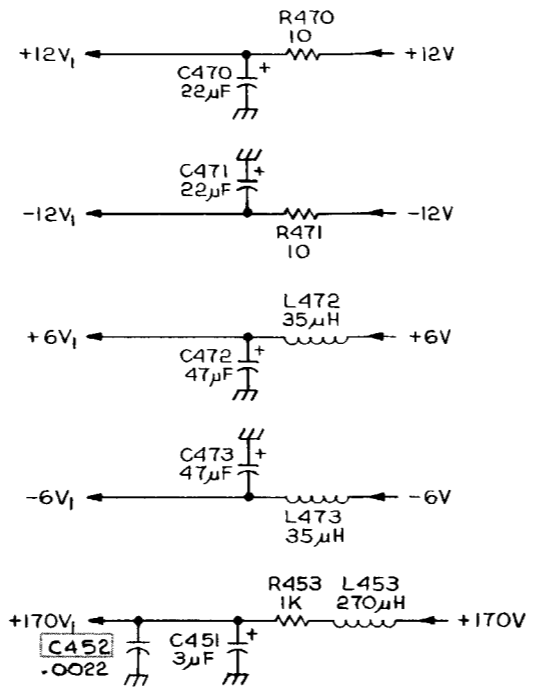 R470
10
+12V₁
+12V
C470
22µF
+
C471
22µF
+
-12V₁
-12V
R471
10
L472
35µH
+6V₁
+6V
C472
47µF
+
C473
47µF
+
-6V₁
-6V
L473
35µH
R453
1K
L453
270µH
+170V₁
+170V
C452
.0022
C451
3µF
+